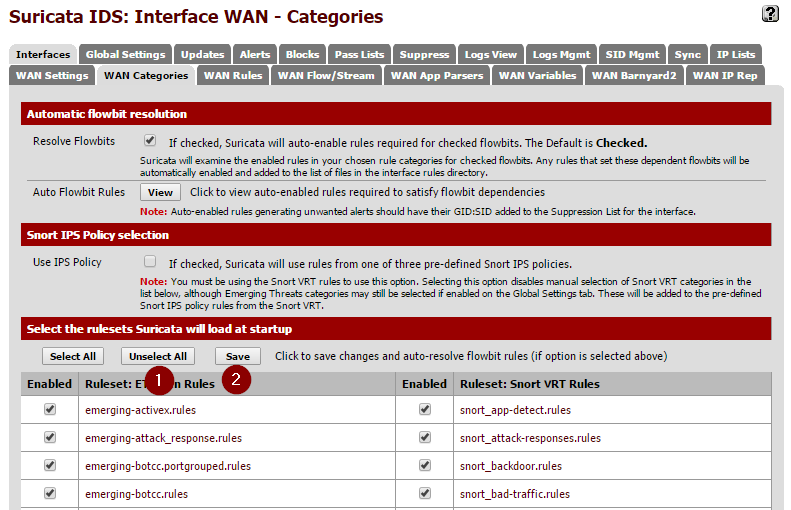 Suricata IDS: Interface WAN - Categories
?
Interfaces Global Settings Updates Alerts Blocks Pass Lists Suppress Logs View Logs Mgmt SID Mgmt Sync IP Lists
WAN Settings WAN Categories WAN Rules WAN Flow/Stream WAN App Parsers WAN Variables WAN Barnyard2 WAN IP Rep
Automatic flowbit resolution
Resolve Flowbits If checked, Suricata will auto-enable rules required for checked flowbits. The Default is Checked.
Suricata will examine the enabled rules in your chosen rule categories for checked flowbits. Any rules that set these dependent flowbits will be
automatically enabled and added to the list of files in the interface rules directory.
Auto Flowbit Rules View Click to view auto-enabled rules required to satisfy flowbit dependencies
Note: Auto-enabled rules generating unwanted alerts should have their GID:SID added to the Suppression List for the interface.
Snort IPS Policy selection
Use IPS Policy If checked, Suricata will use rules from one of three pre-defined Snort IPS policies.
Note: You must be using the Snort VRT rules to use this option. Selecting this option disables manual selection of Snort VRT categories in the
list below, although Emerging Threats categories may still be selected if enabled on the Global Settings tab. These will be added to the pre-defined
Snort IPS policy rules from the Snort VRT.
Select the rulesets Suricata will load at startup
Select All Unselect All Save Click to save changes and auto-resolve flowbit rules (if option is selected above)
1 2
Enabled Ruleset: Rules Enabled Ruleset: Snort VRT Rules
emerging-activex.rules snort_app-detect.rules
emerging-attack_response.rules snort_attack-responses.rules
emerging-botcc.portgrouped.rules snort_backdoor.rules
emerging-botcc.rules snort_bad-traffic.rules